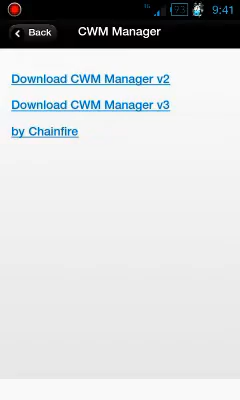 73
9:41
Back
CWM Manager
Download CWM Manager v2
Download CWM Manager v3
by Chainfire